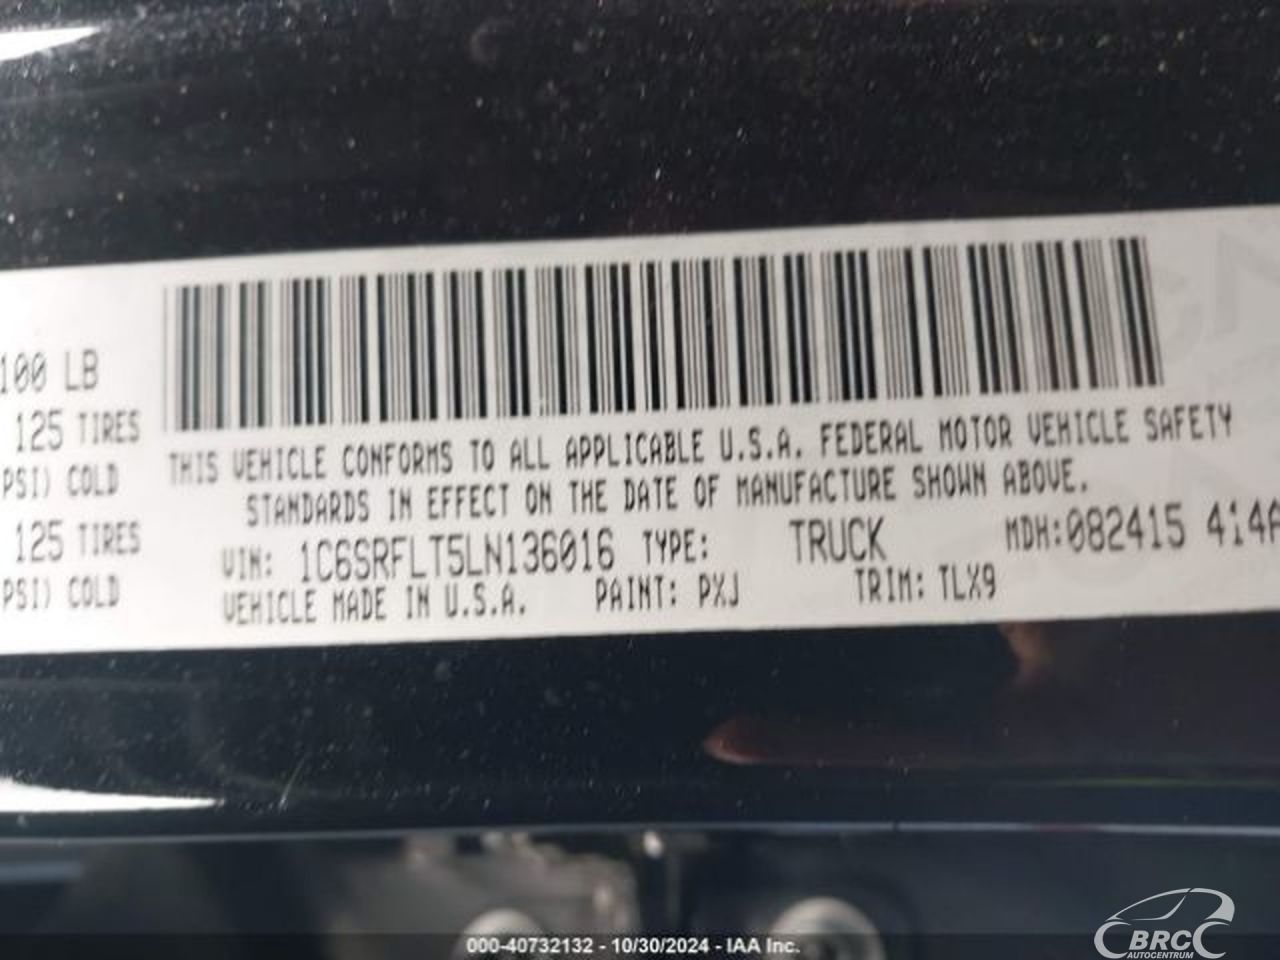 100 LB
125 TIRES
PSI) COLD
125 TIRES
PSI) COLD
THIS VEHICLE CONFORMS TO ALL APPLICABLE U.S.A. FEDERAL MOTOR VEHICLE SAFETY
STANDARDS IN EFFECT ON THE DATE OF MANUFACTURE SHOWN ABOVE.
VIN: 1C6SRFLT5LN136016 TYPE: TRUCK MDH:082415 414A
VEHICLE MADE IN U.S.A. PAINT: PXJ TRIM: TLX9
000-40732132 - 10/30/2024 - IAA Inc.
BRC
AUTOCENTRUM